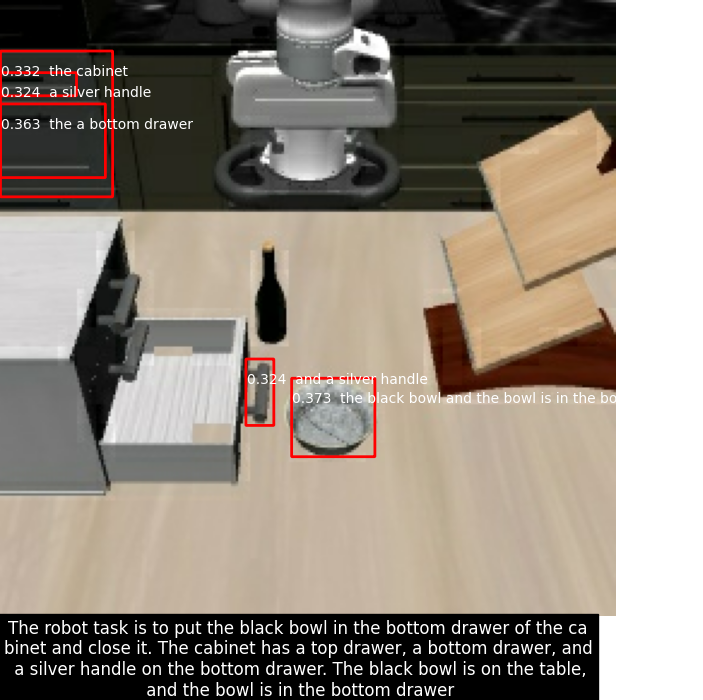 0.332 the cabinet
0.324 a silver handle
0.363 the a bottom drawer
0.324 and a silver handle
0.373 the black bowl and the bowl is in the bo
The robot task is to put the black bowl in the bottom drawer of the ca
binet and close it. The cabinet has a top drawer, a bottom drawer, and
a silver handle on the bottom drawer. The black bowl is on the table,
and the bowl is in the bottom drawer